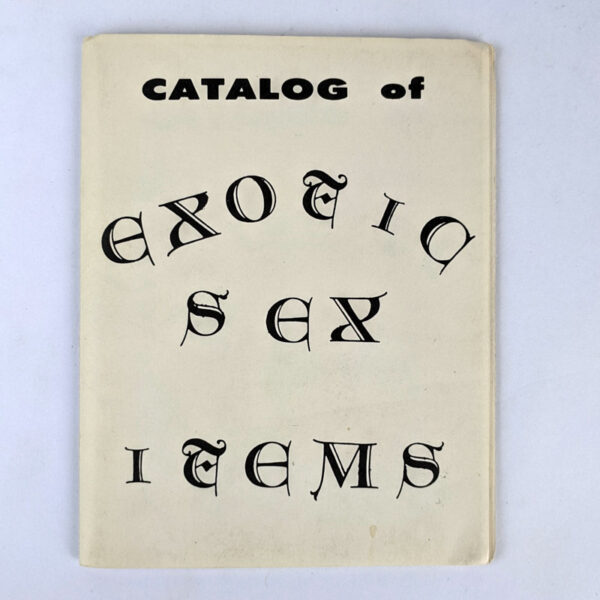 CATALOG of
EXOTIC
SEX
ITEMS